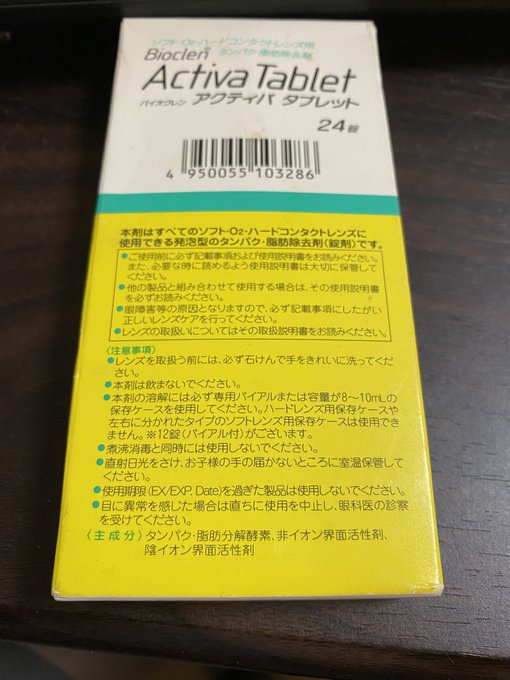 ソフト・O2・ハードコンタクトレンズ用
Bioclen® タンパク・脂肪除去剤
Activa Tablet
バイオクレン アクティバ タブレット
24錠
4 950055 103286
本剤はすべてのソフト・O2・ハードコンタクトレンズに
使用できる発泡型のタンパク・脂肪除去剤(錠剤)です。
●ご使用前に必ず記載事項および使用説明書をお読みください。
また、必要な時に読めるよう使用説明書は大切に保管して
ください。
●他の製品と組み合わせて使用する場合は、その使用説明書
を必ずお読みください。
●眼障害等の原因となりますので、必ず記載事項にしたがい
正しいレンズケアを行ってください。
●レンズの取扱いについてはその取扱説明書をお読みください。
〈注意事項〉
●レンズを取扱う前には、必ず石けんで手をきれいに洗ってくだ
さい。
●本剤は飲まないでください。
●本剤の溶解には必ず専用バイアルまたは容量が8〜10mLの
保存ケースを使用してください。ハードレンズ用保存ケースや
左右に分かれたタイプのソフトレンズ用保存ケースは使用でき
ません。※12錠(バイアル付)がございます。
●煮沸消毒と同時には使用しないでください。
●直射日光をさけ、お子様の手の届かないところに室温保管して
ください。
●使用期限(EX/EXP. Date)を過ぎた製品は使用しないでください。
●目に異常を感じた場合は直ちに使用を中止し、眼科医の診察
を受けてください。
〈主成分〉 タンパク・脂肪分解酵素、非イオン界面活性剤、
陰イオン界面活性剤